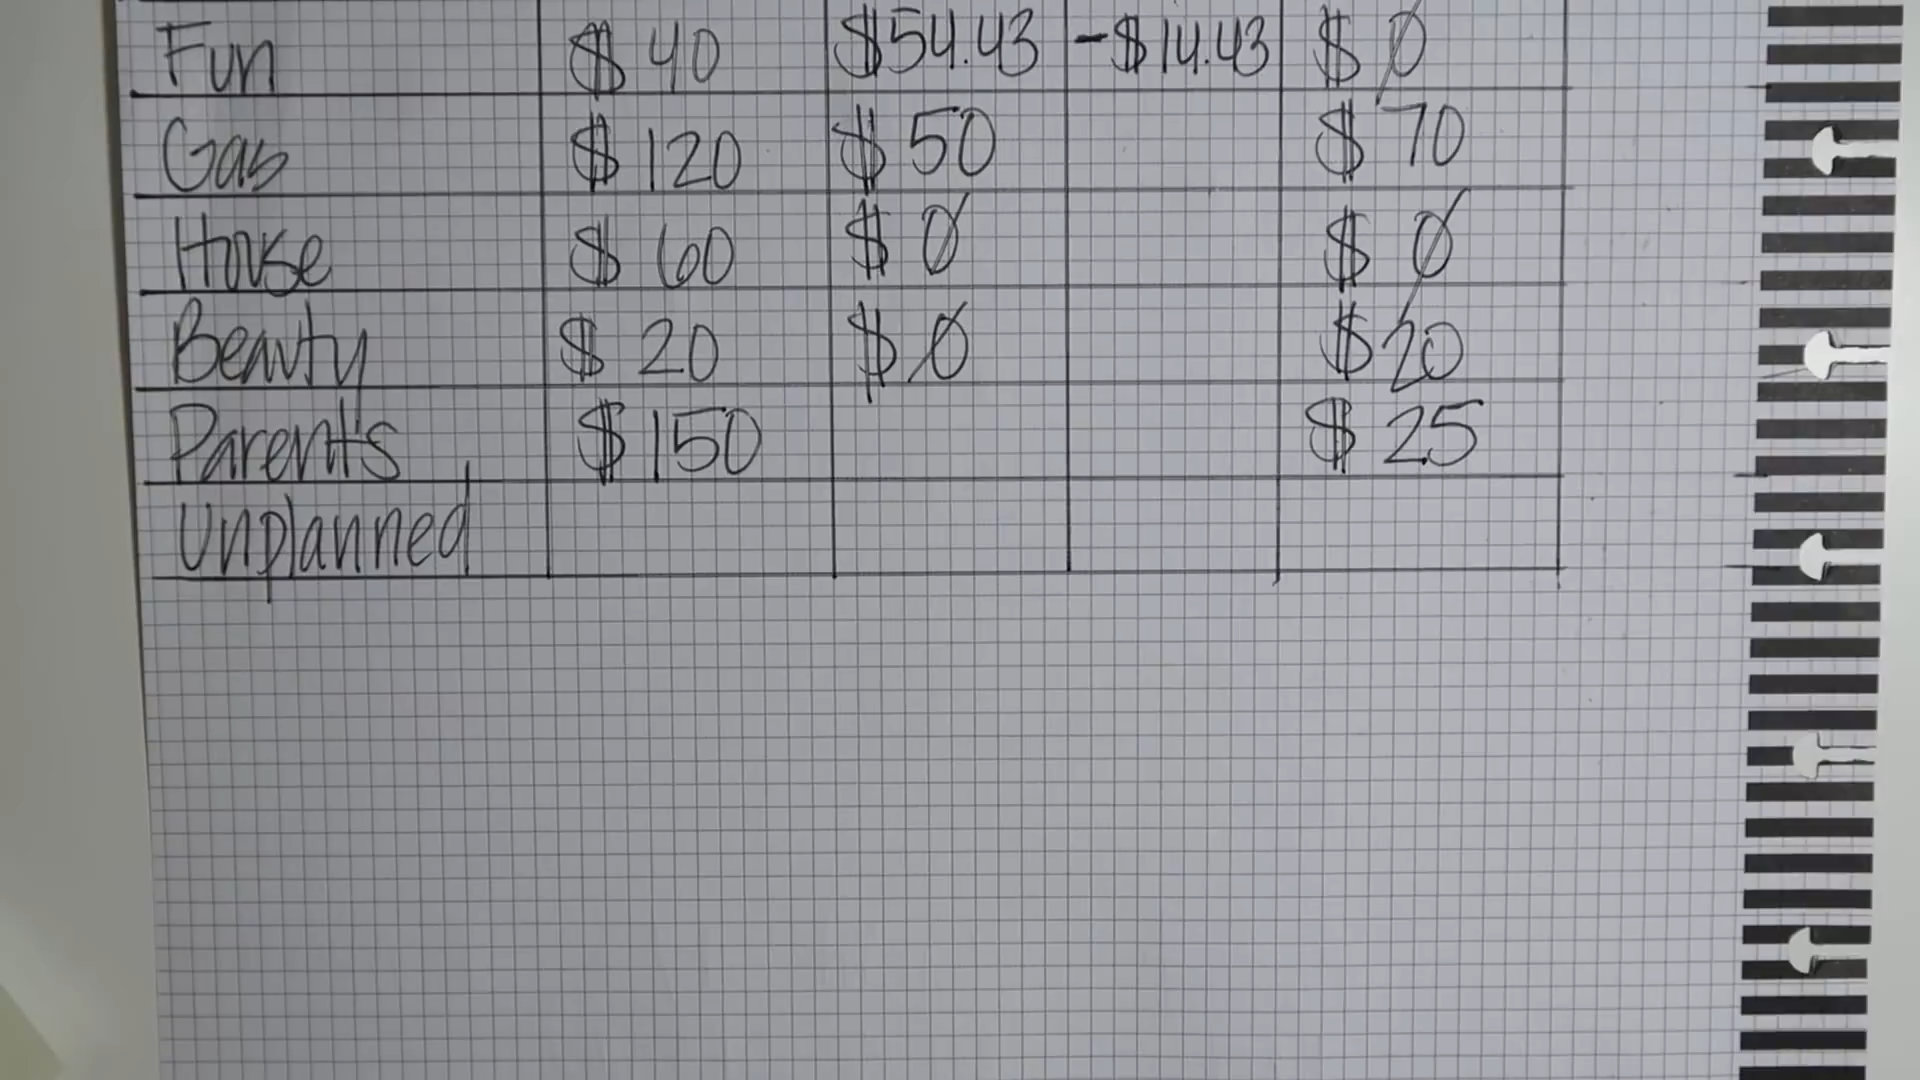 Fun $ 40 $54.43 -$14.43 $ 0
Gas $ 120 $ 50 $ 70
House $ 60 $ 0 $ 0
Beauty $ 20 $ 0 $ 20
Parent's $ 150 $ 25
Unplanned